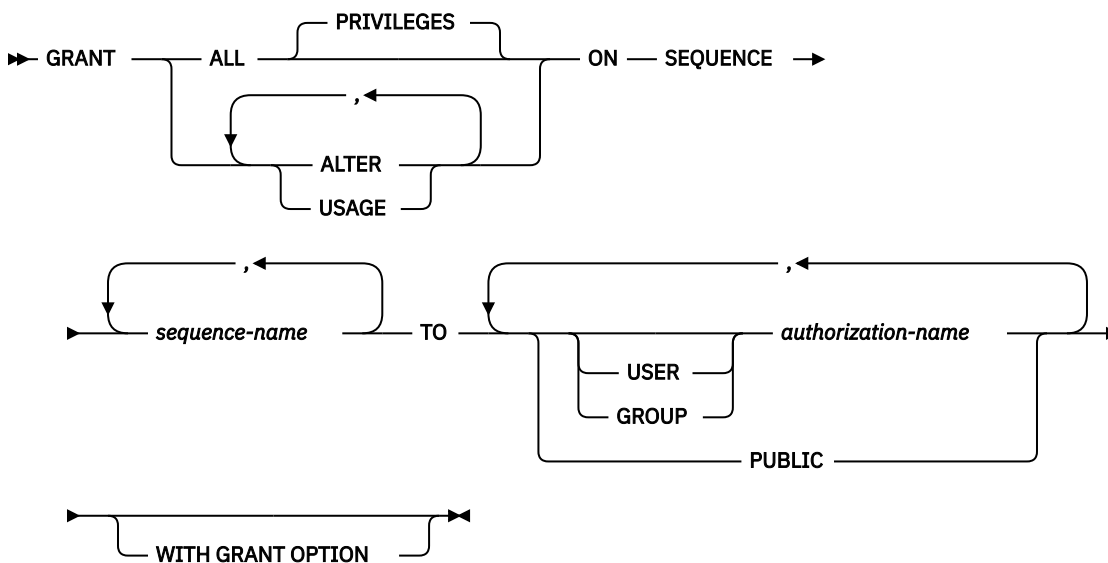 PRIVILEGES
GRANT ALL ON SEQUENCE
,
ALTER
USAGE
, ,
sequence-name TO authorization-name
USER
GROUP
PUBLIC
WITH GRANT OPTION